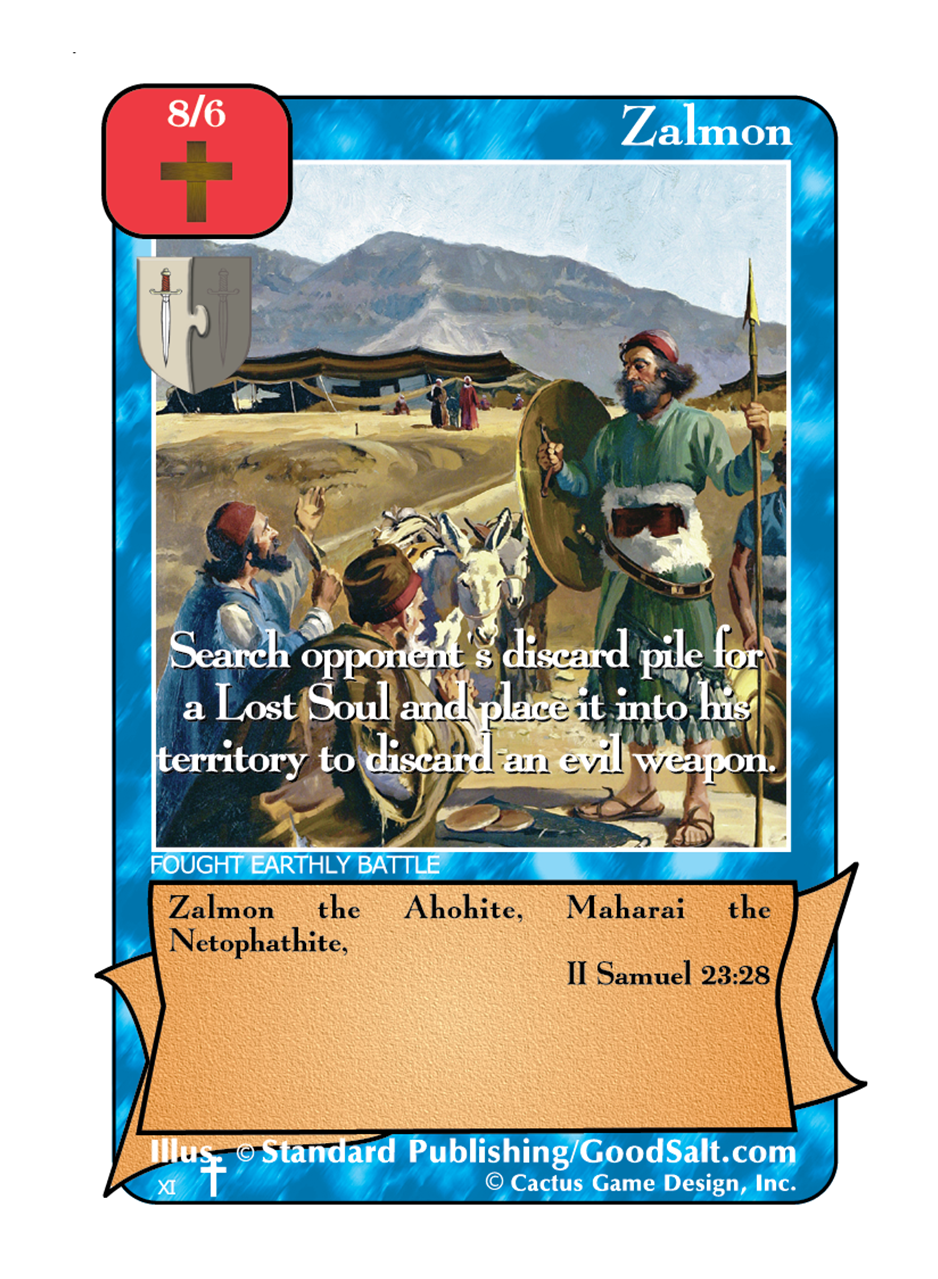 8/6
Zalmon
Search opponent's discard pile for
a Lost Soul and place it into his
territory to discard an evil weapon.
FOUGHT EARTHLY BATTLE
Zalmon the Ahohite, Maharai the
Netophathite,
II Samuel 23:28
Illus. © Standard Publishing/GoodSalt.com
XI
© Cactus Game Design, Inc.